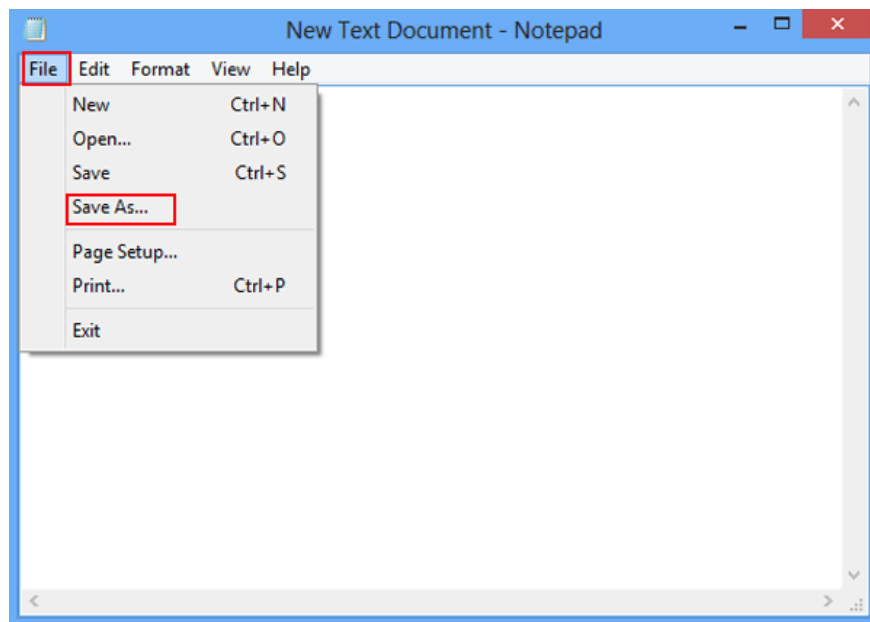 New Text Document - Notepad
File Edit Format View Help
New Ctrl+N
Open... Ctrl+O
Save Ctrl+S
Save As...
Page Setup...
Print... Ctrl+P
Exit